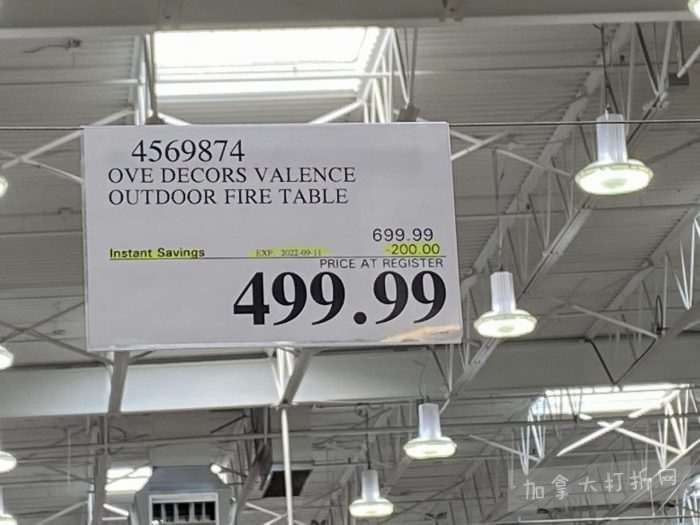 4569874
OVE DECORS VALENCE
OUTDOOR FIRE TABLE
699.99
Instant Savings EXP. 2022-09-11 -200.00
PRICE AT REGISTER
499.99
加拿大打折网